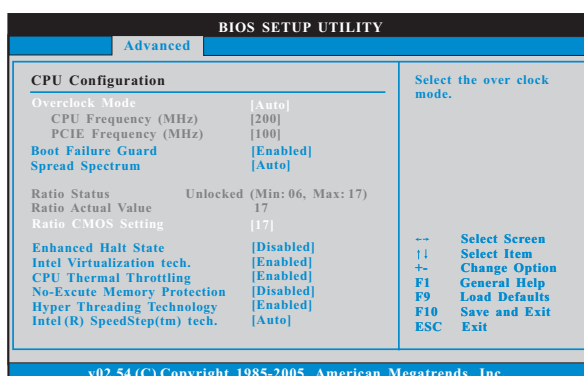 BIOS SETUP UTILITY
Advanced
CPU Configuration
Overclock Mode [Auto]
CPU Frequency (MHz) [200]
PCIE Frequency (MHz) [100]
Boot Failure Guard [Enabled]
Spread Spectrum [Auto]
Ratio Status Unlocked (Min: 06, Max: 17)
Ratio Actual Value 17
Ratio CMOS Setting [17]
Enhanced Halt State [Disabled]
Intel Virtualization tech. [Enabled]
CPU Thermal Throttling [Enabled]
No-Excute Memory Protection [Disabled]
Hyper Threading Technology [Enabled]
Intel(R) SpeedStep(tm) tech. [Auto]
Select the over clock
mode.
←→ Select Screen
↑↓ Select Item
+- Change Option
F1 General Help
F9 Load Defaults
F10 Save and Exit
ESC Exit
v02.54 (C) Copyright 1985-2005, American Megatrends, Inc.